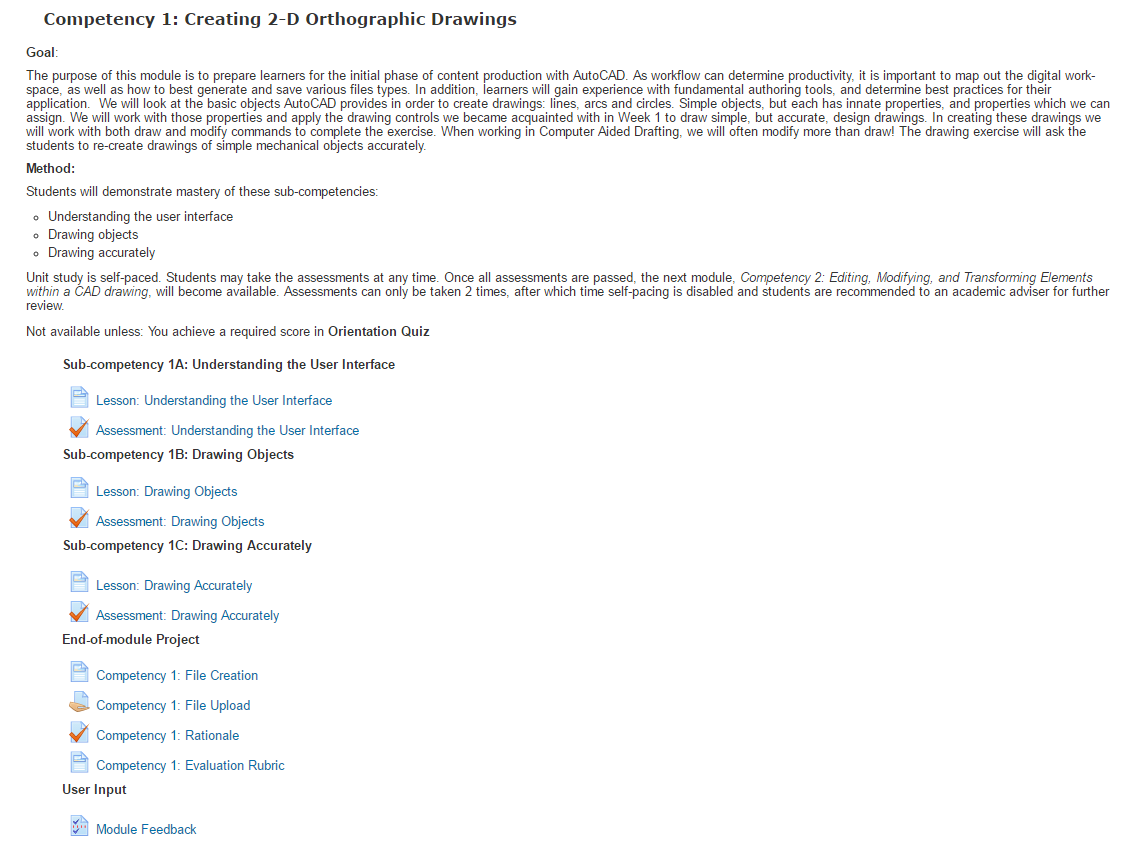 Competency 1: Creating 2-D Orthographic Drawings
Goal:
The purpose of this module is to prepare learners for the initial phase of content production with AutoCAD. As workflow can determine productivity, it is important to map out the digital work-
space, as well as how to best generate and save various files types. In addition, learners will gain experience with fundamental authoring tools, and determine best practices for their
application.  We will look at the basic objects AutoCAD provides in order to create drawings: lines, arcs and circles. Simple objects, but each has innate properties, and properties which we can
assign. We will work with those properties and apply the drawing controls we became acquainted with in Week 1 to draw simple, but accurate, design drawings. In creating these drawings we
will work with both draw and modify commands to complete the exercise. When working in Computer Aided Drafting, we will often modify more than draw! The drawing exercise will ask the
students to re-create drawings of simple mechanical objects accurately.
Method:
Students will demonstrate mastery of these sub-competencies:
Understanding the user interface
Drawing objects
Drawing accurately
Unit study is self-paced. Students may take the assessments at any time. Once all assessments are passed, the next module, Competency 2: Editing, Modifying, and Transforming Elements
within a CAD drawing, will become available. Assessments can only be taken 2 times, after which time self-pacing is disabled and students are recommended to an academic adviser for further
review.
Not available unless: You achieve a required score in Orientation Quiz
Sub-competency 1A: Understanding the User Interface
Lesson: Understanding the User Interface
Assessment: Understanding the User Interface
Sub-competency 1B: Drawing Objects
Lesson: Drawing Objects
Assessment: Drawing Objects
Sub-competency 1C: Drawing Accurately
Lesson: Drawing Accurately
Assessment: Drawing Accurately
End-of-module Project
Competency 1: File Creation
Competency 1: File Upload
Competency 1: Rationale
Competency 1: Evaluation Rubric
User Input
Module Feedback